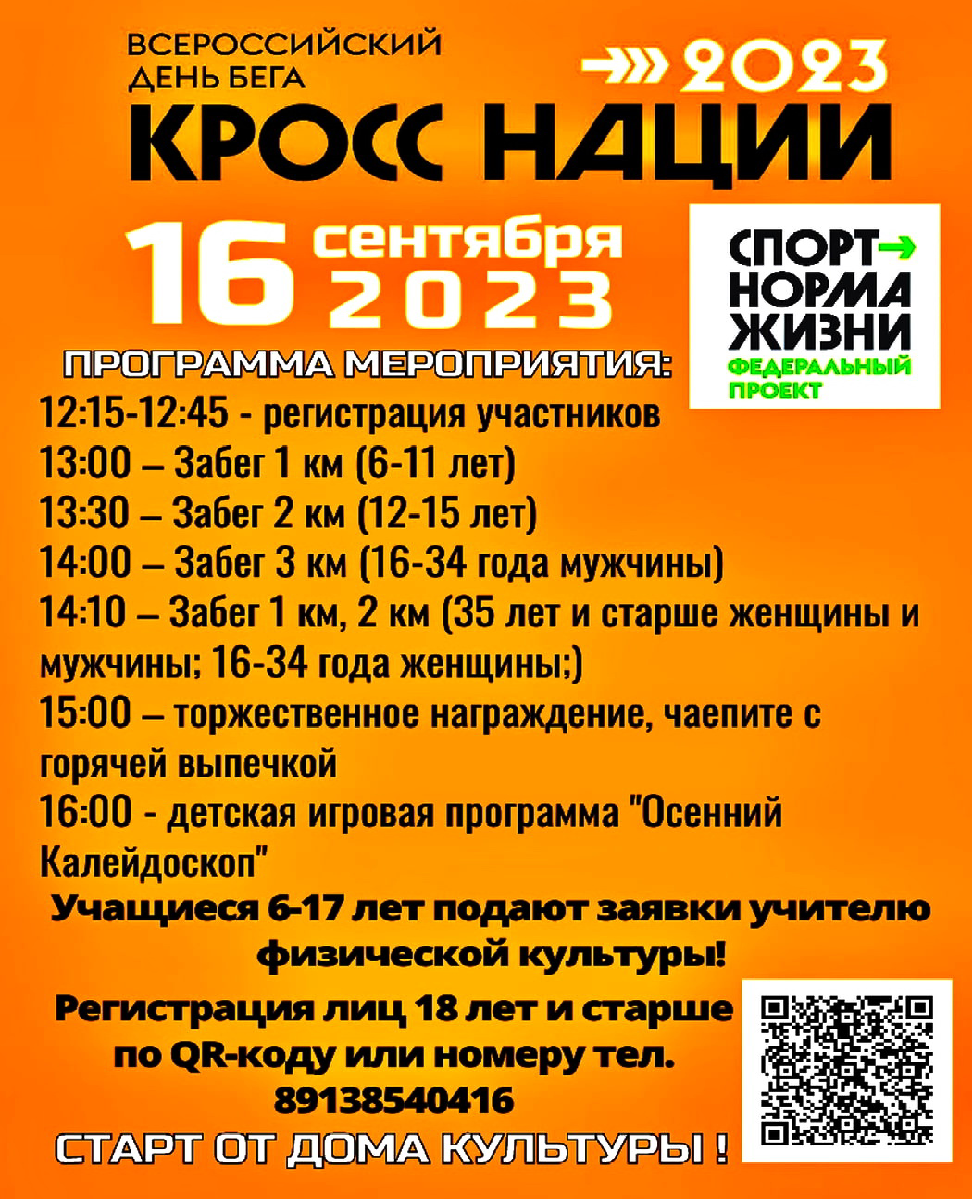 ВСЕРОССИЙСКИЙ
ДЕНЬ БЕГА
2023
КРОСС НАЦИИ
16 сентября
2023
СПОРТ
НОРМА
ЖИЗНИ
ФЕДЕРАЛЬНЫЙ
ПРОЕКТ
ПРОГРАММА МЕРОПРИЯТИЯ:
12:15-12:45 - регистрация участников
13:00 – Забег 1 км (6-11 лет)
13:30 – Забег 2 км (12-15 лет)
14:00 – Забег 3 км (16-34 года мужчины)
14:10 – Забег 1 км, 2 км (35 лет и старше женщины и
мужчины; 16-34 года женщины;)
15:00 – торжественное награждение, чаепите с
горячей выпечкой
16:00 - детская игровая программа "Осенний
Калейдоскоп"
Учащиеся 6-17 лет подают заявки учителю
физической культуры!
Регистрация лиц 18 лет и старше
по QR-коду или номеру тел.
89138540416
СТАРТ ОТ ДОМА КУЛЬТУРЫ !